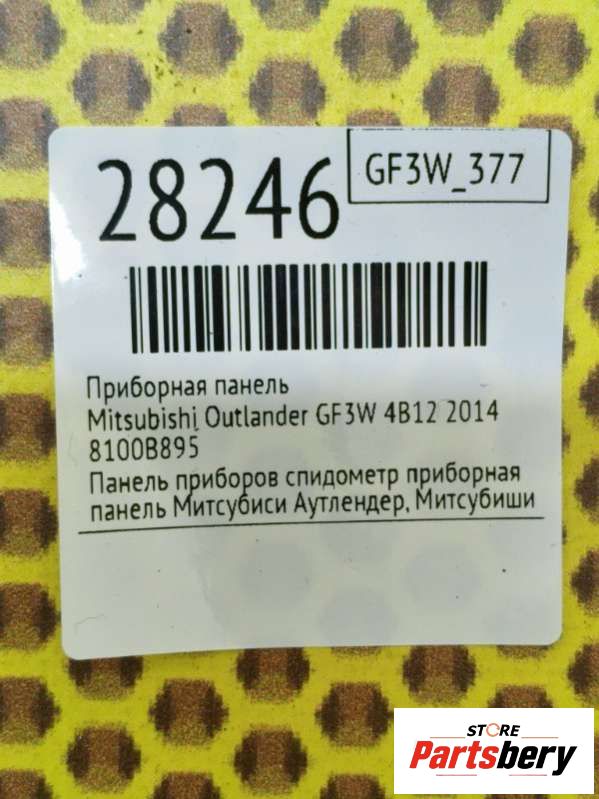 28246
GF3W_377
Приборная панель
Mitsubishi Outlander GF3W 4B12 2014
8100B895
Панель приборов спидометр приборная
панель Митсубиси Аутлендер, Митсубиши
STORE
Partsbery